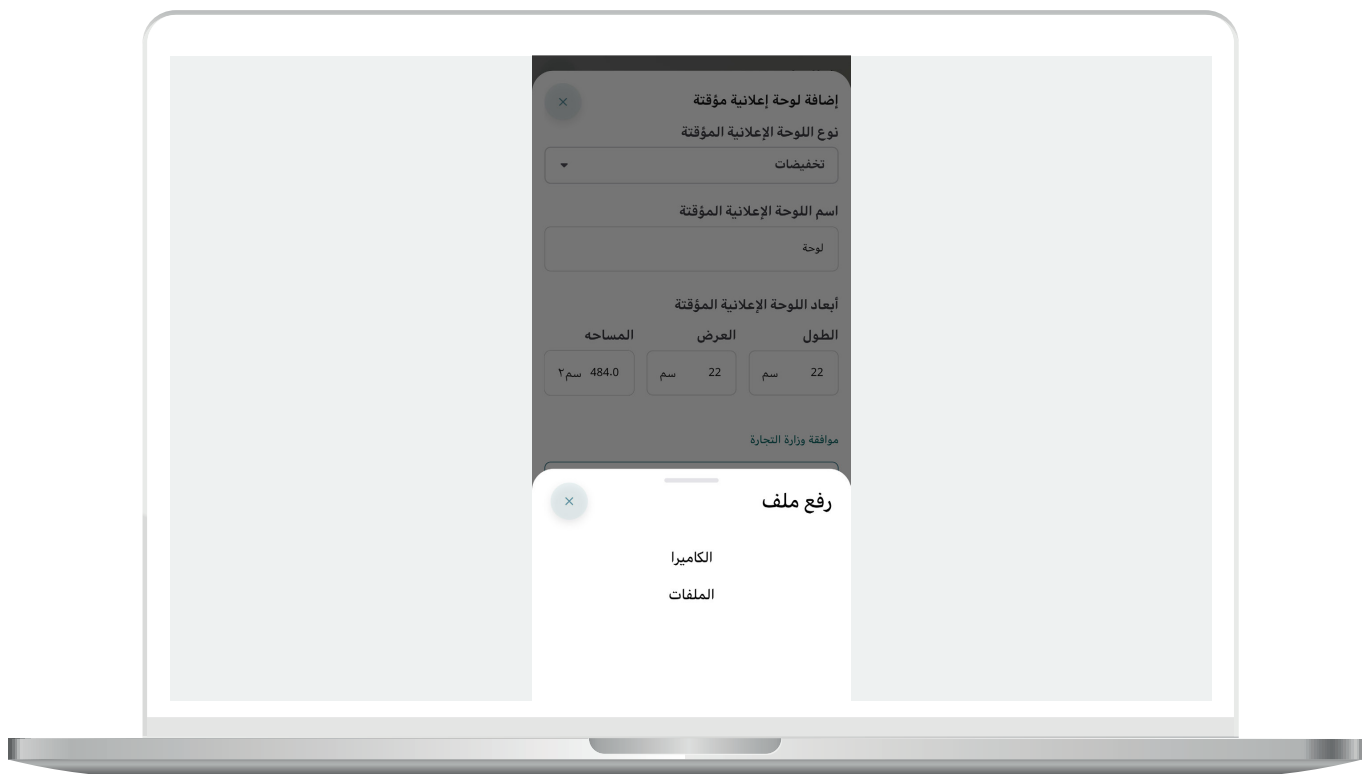 إضافة لوحة إعلانية مؤقتة
نوع اللوحة الإعلانية المؤقتة
تخفيضات
اسم اللوحة الإعلانية المؤقتة
لوحة
أبعاد اللوحة الإعلانية المؤقتة
الطول العرض المساحه
22 سم 22 سم 484.0 سم٢
موافقة وزارة التجارة
رفع ملف
الكاميرا
الملفات